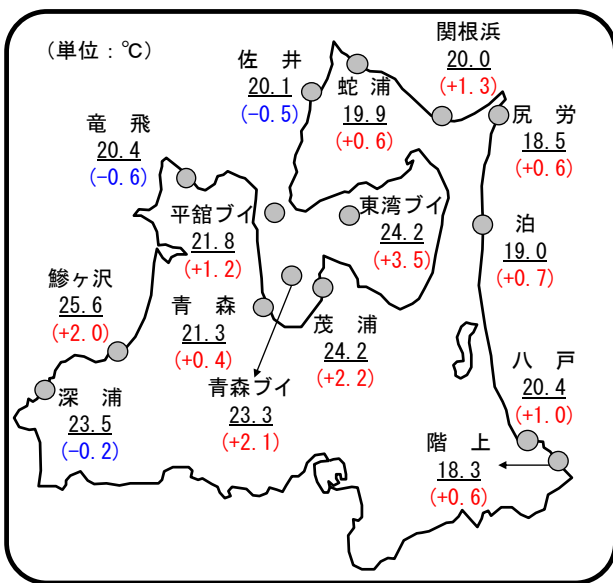 (単位：℃)
佐 井
20.1
(-0.5)
蛇 浦
19.9
(+0.6)
関根浜
20.0
(+1.3)
尻 労
18.5
(+0.6)
竜 飛
20.4
(-0.6)
平舘ブイ
21.8
(+1.2)
東湾ブイ
24.2
(+3.5)
泊
19.0
(+0.7)
鰺ヶ沢
25.6
(+2.0)
青 森
21.3
(+0.4)
茂 浦
24.2
(+2.2)
青森ブイ
23.3
(+2.1)
深 浦
23.5
(-0.2)
八 戸
20.4
(+1.0)
階 上
18.3
(+0.6)